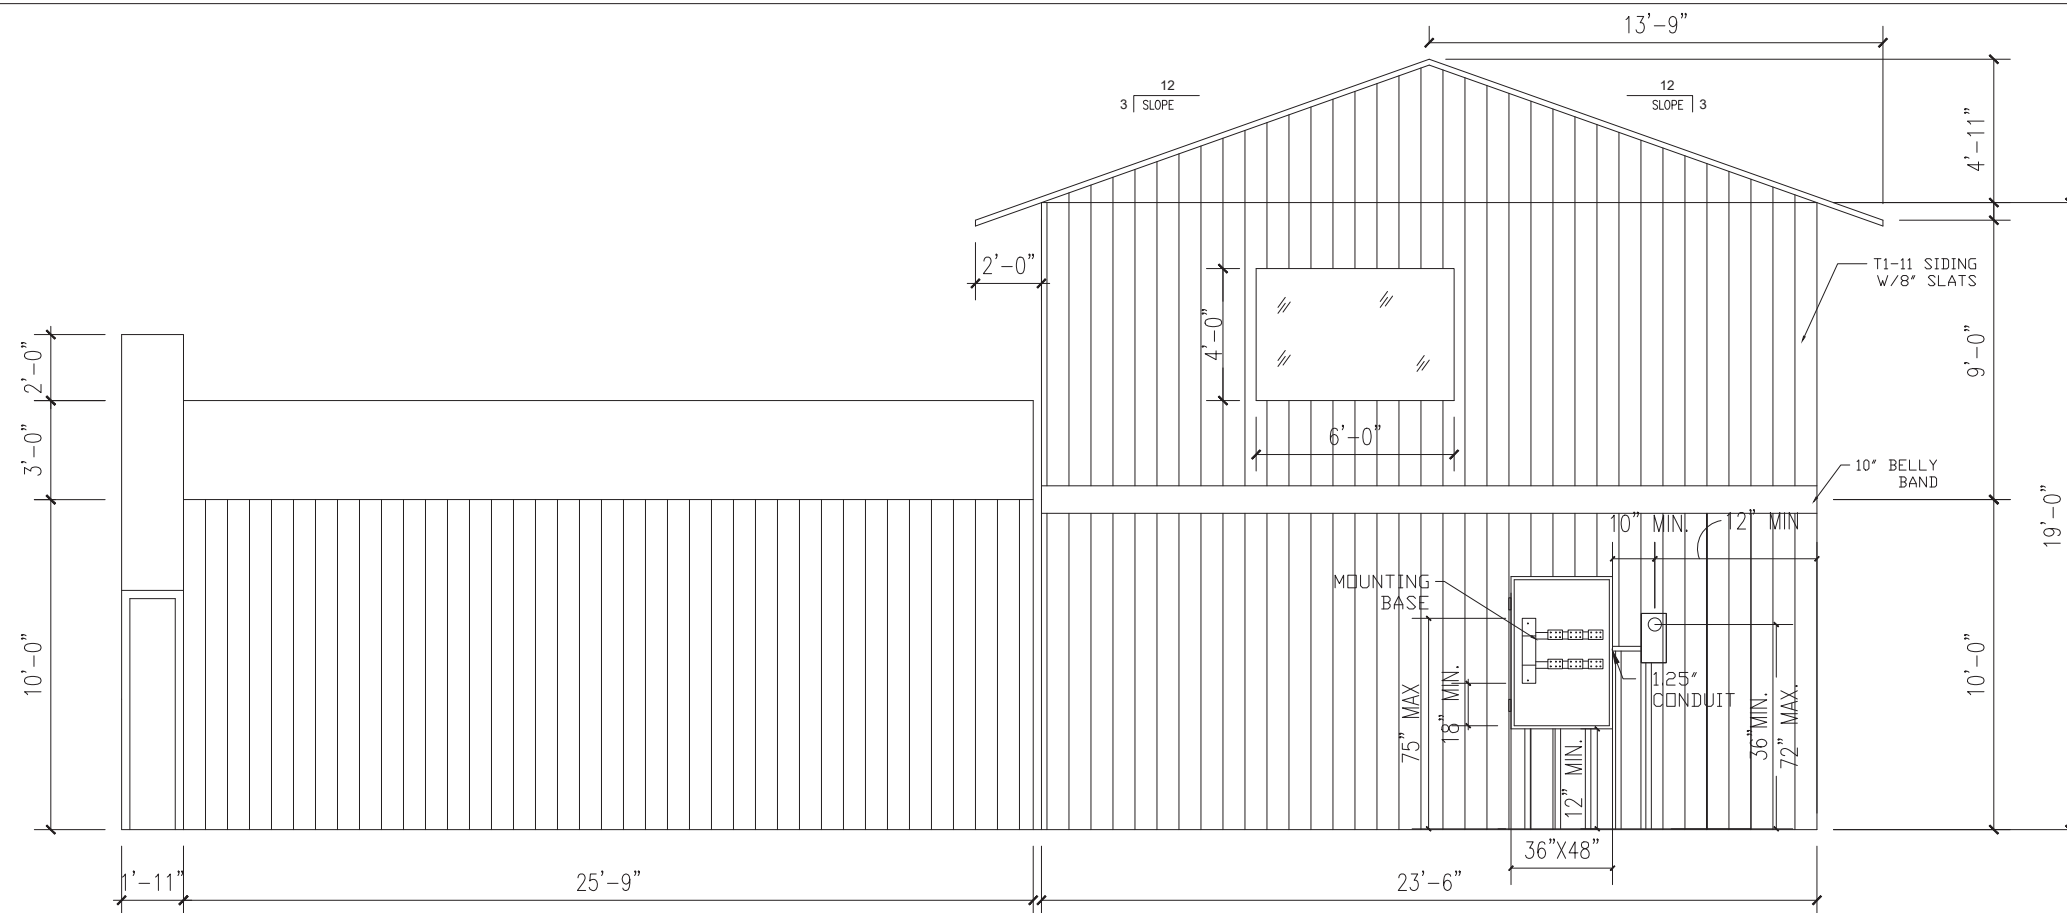 13'-9"
12
3 SLOPE
12
SLOPE 3
4'-11"
2'-0"
T1-11 SIDING
W/8" SLATS
4'-0"
9'-0"
2'-0"
3'-0"
6'-0"
10" BELLY
BAND
19'-0"
10" MIN.
12" MIN
MOUNTING
BASE
10'-0"
75" MAX
18" MIN.
1.25"
CONDUIT
36"MIN.
72" MAX.
12" MIN.
10'-0"
36"X48"
1'-11"
25'-9"
23'-6"